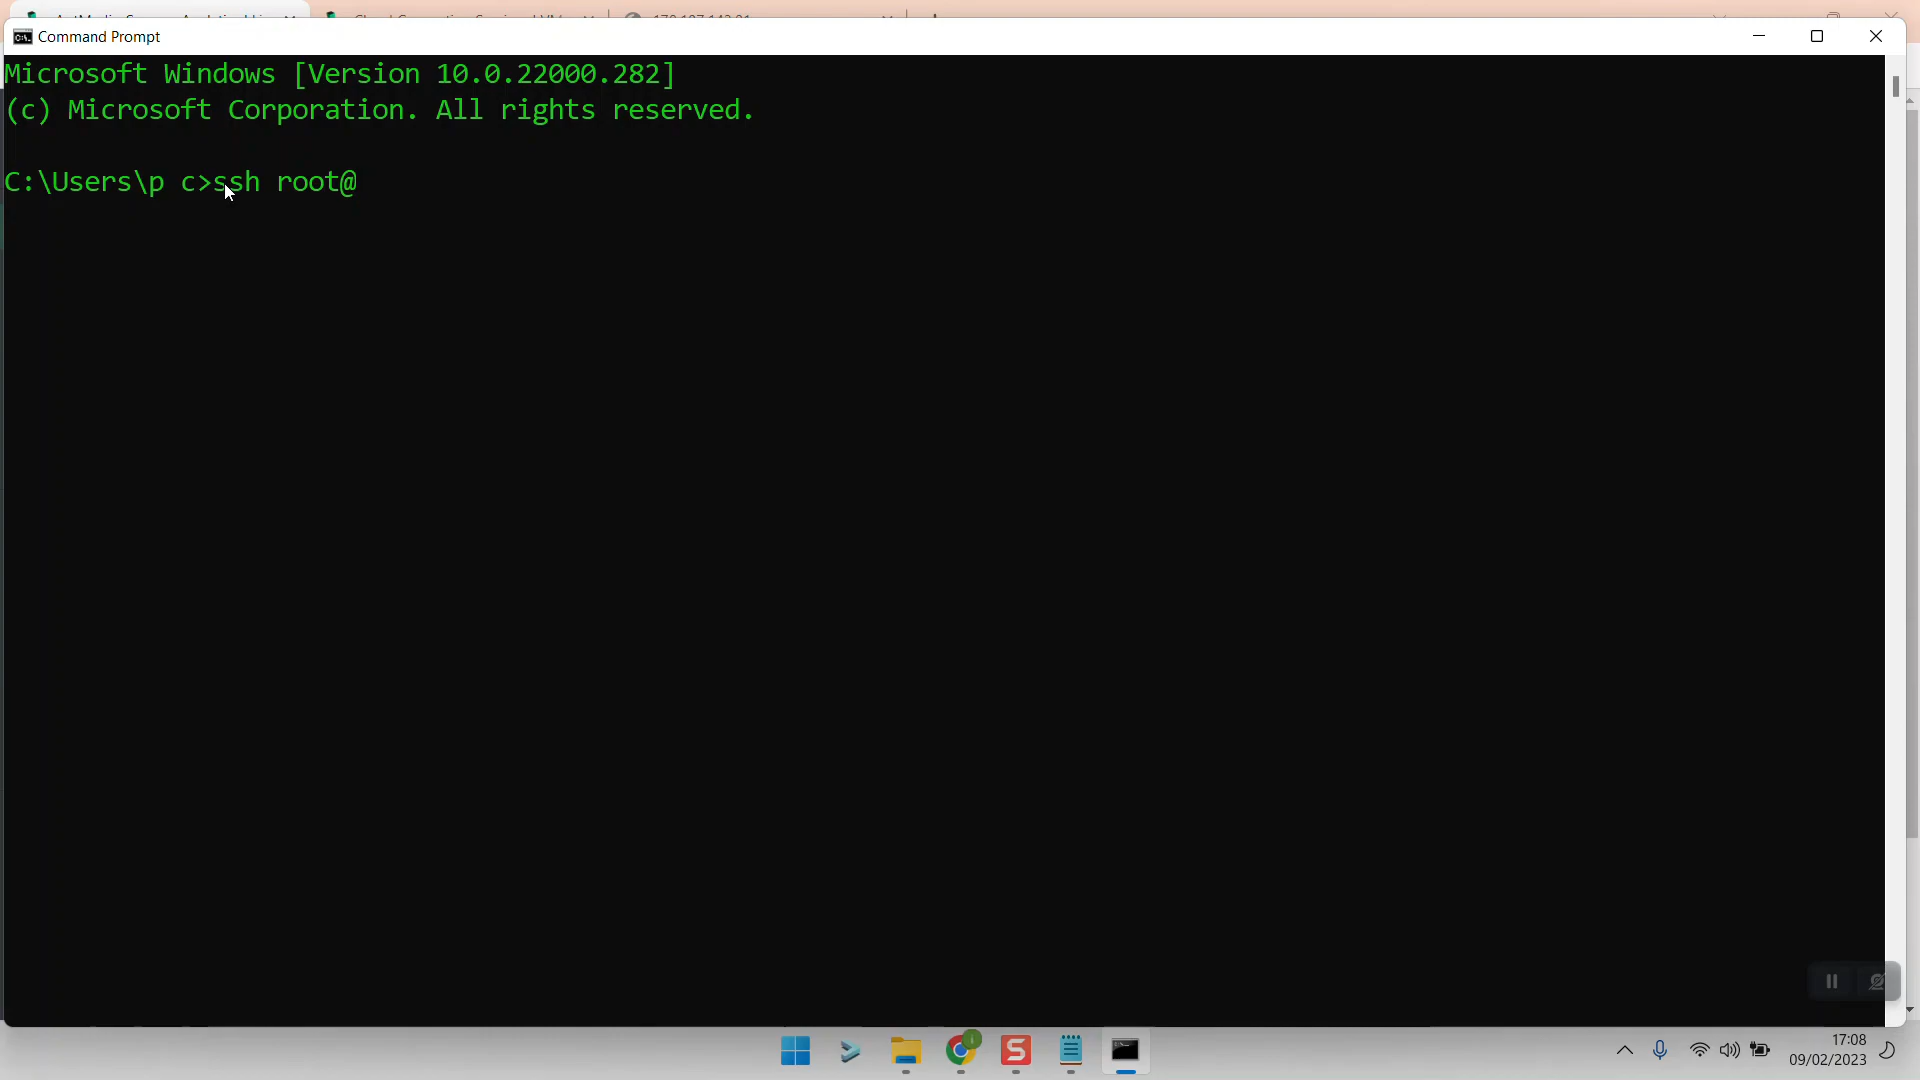 Command Prompt
Microsoft Windows [Version 10.0.22000.282]
(c) Microsoft Corporation. All rights reserved.
C:\Users\p c>ssh root@
17:08
09/02/2023